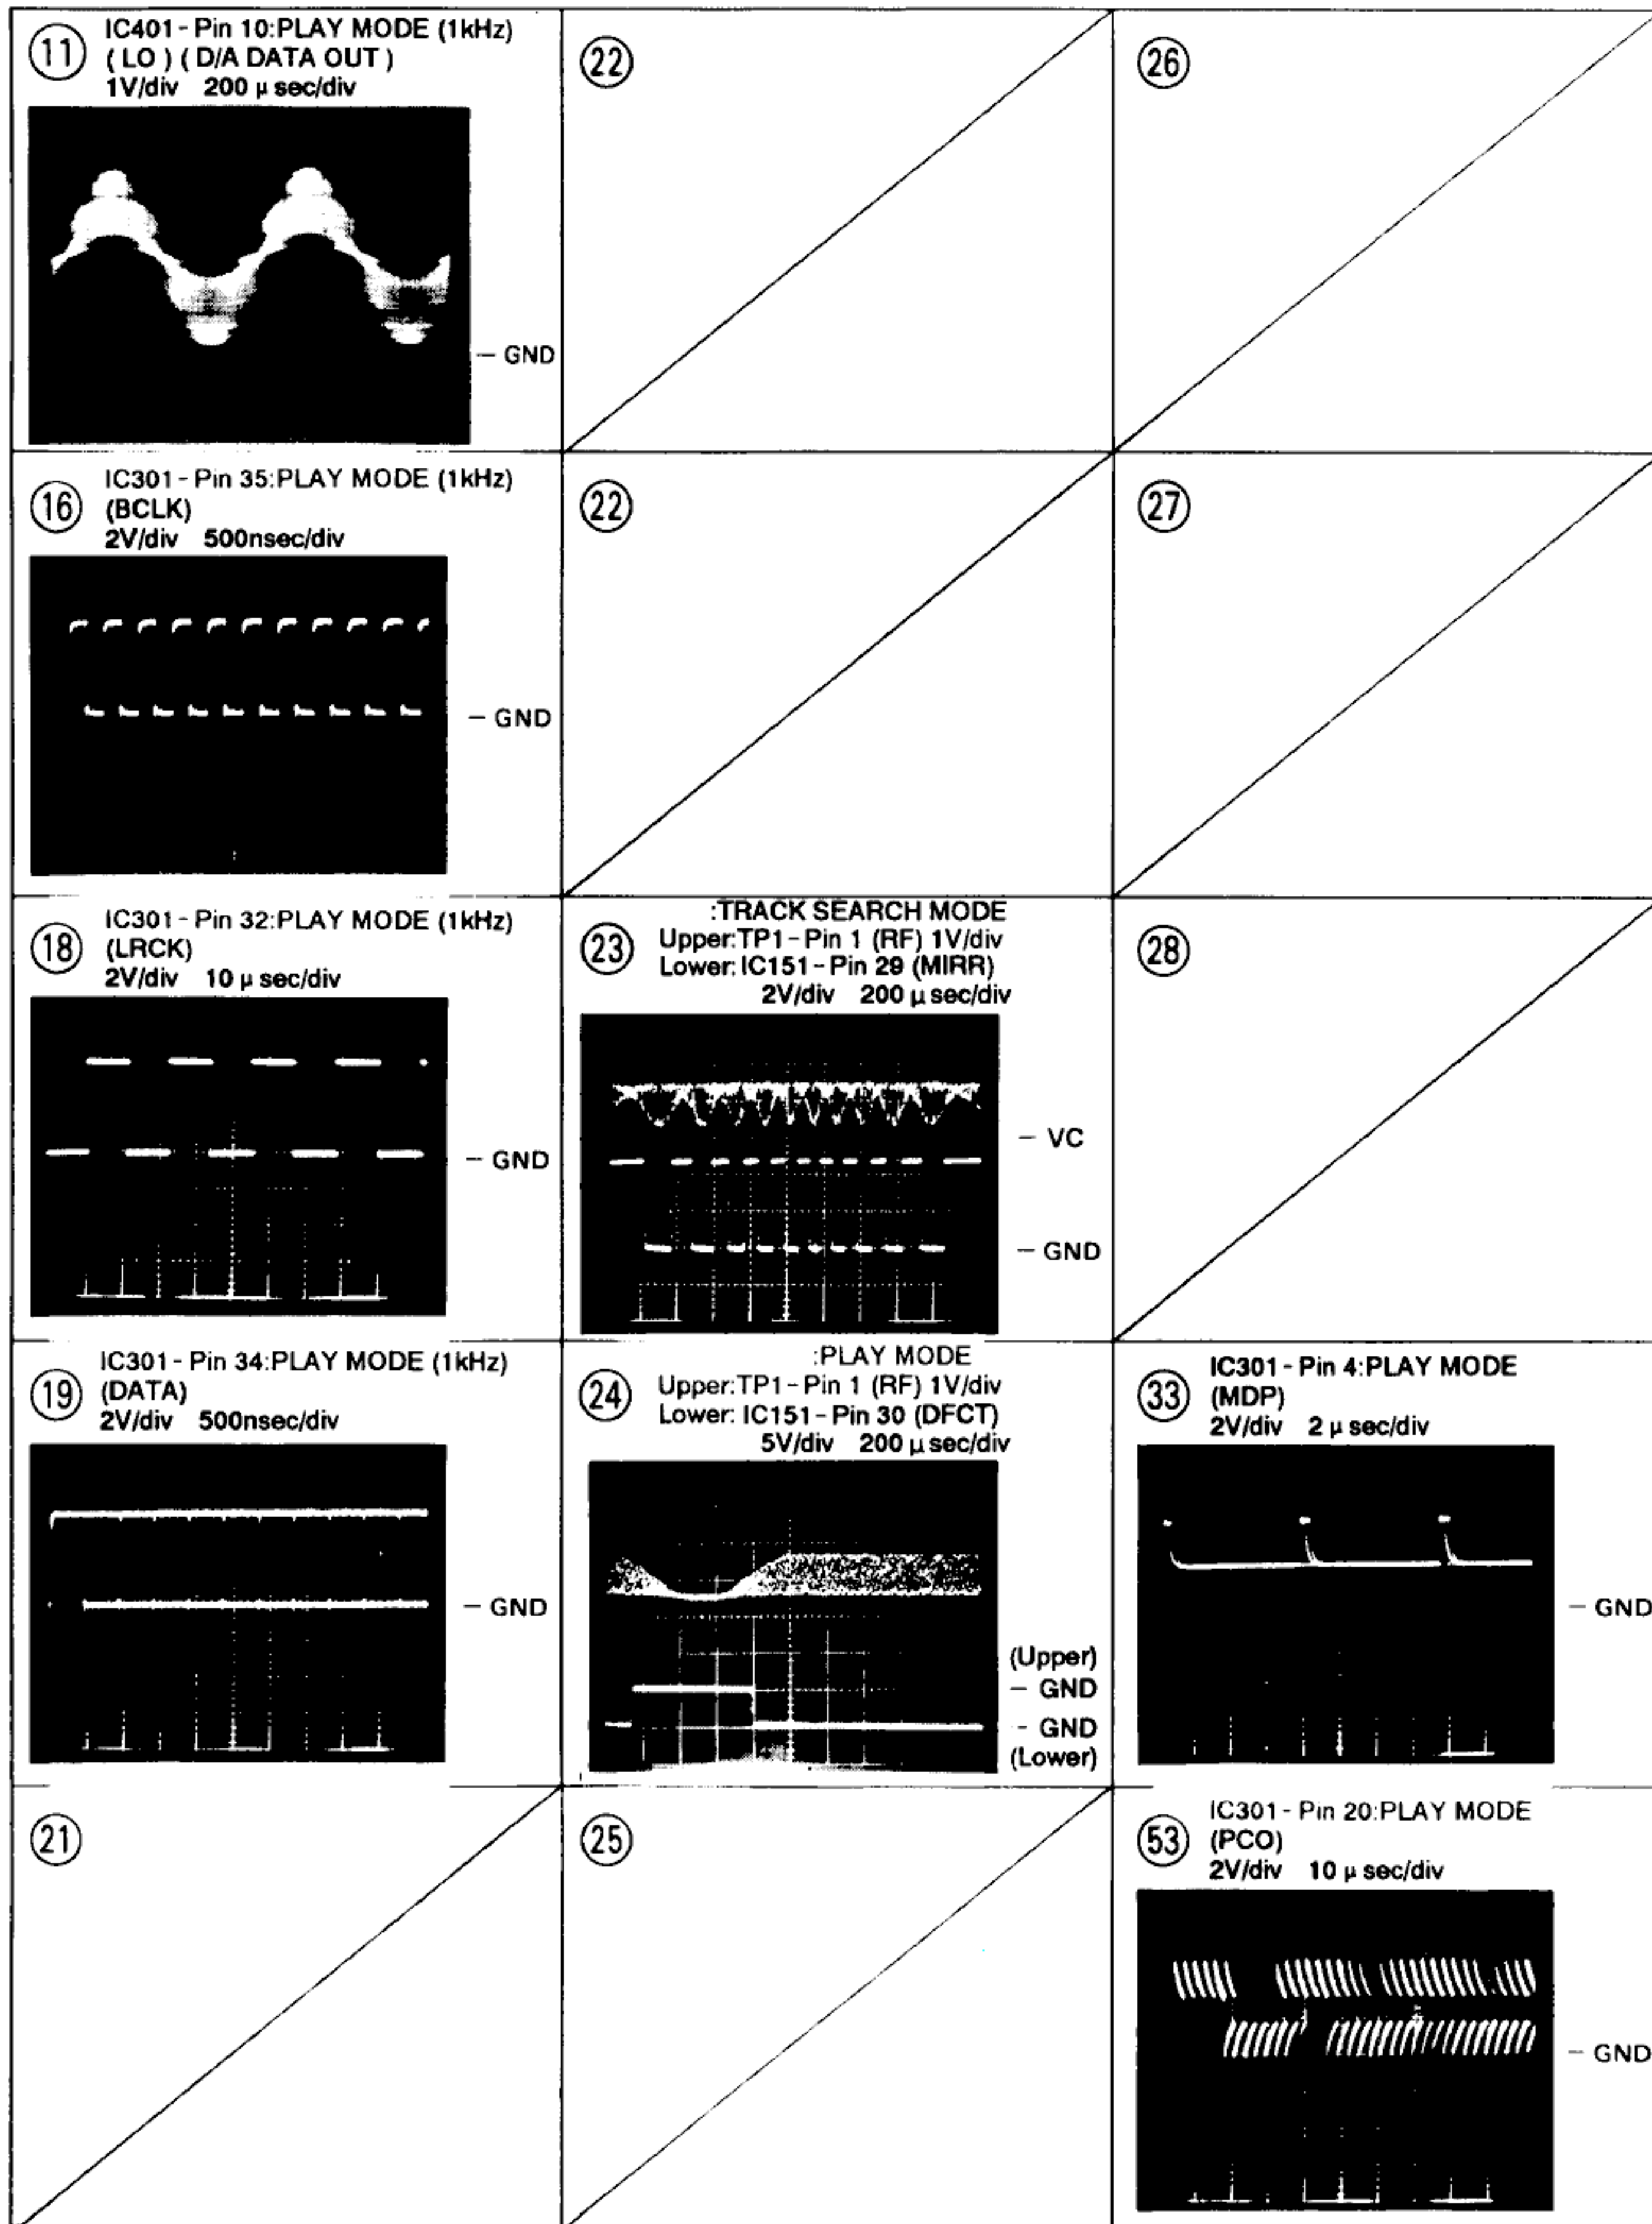 11
IC401-Pin 10:PLAY MODE (1kHz)
(LO) (D/A DATA OUT)
1V/div 200 μ sec/div
— GND
22
26
16
IC301-Pin 35:PLAY MODE (1kHz)
(BCLK)
2V/div 500nsec/div
— GND
22
27
18
IC301-Pin 32:PLAY MODE (1kHz)
(LRCK)
2V/div 10 μ sec/div
— GND
23
:TRACK SEARCH MODE
Upper:TP1-Pin 1 (RF) 1V/div
Lower:IC151-Pin 29 (MIRR)
2V/div 200 μ sec/div
— VC
— GND
28
19
IC301-Pin 34:PLAY MODE (1kHz)
(DATA)
2V/div 500nsec/div
— GND
24
:PLAY MODE
Upper:TP1-Pin 1 (RF) 1V/div
Lower: IC151-Pin 30 (DFCT)
5V/div 200 μ sec/div
(Upper)
— GND
- GND
(Lower)
33
IC301-Pin 4:PLAY MODE
(MDP)
2V/div 2 μ sec/div
— GND
21
25
53
IC301-Pin 20:PLAY MODE
(PCO)
2V/div 10 μ sec/div
— GND